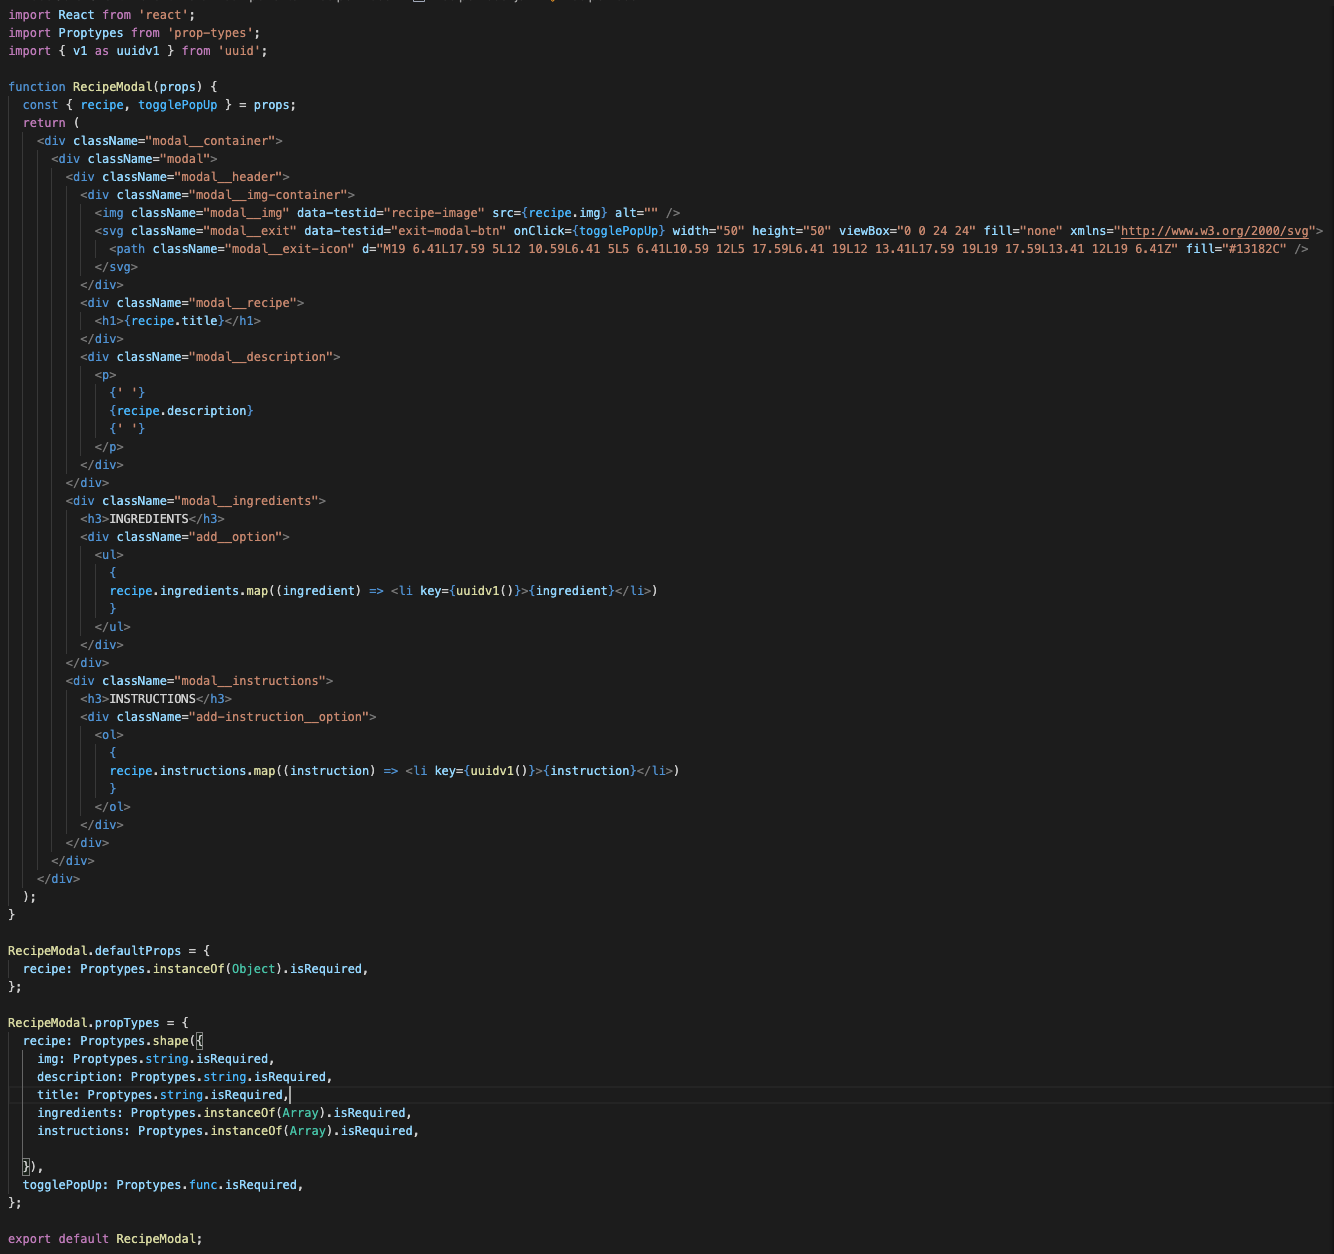 import React from 'react';
import Proptypes from 'prop-types';
import { v1 as uuidv1 } from 'uuid';

function RecipeModal(props) {
  const { recipe, togglePopUp } = props;
  return (
    <div className="modal__container">
      <div className="modal">
        <div className="modal__header">
          <div className="modal__img-container">
            <img className="modal__img" data-testid="recipe-image" src={recipe.img} alt="" />
            <svg className="modal__exit" data-testid="exit-modal-btn" onClick={togglePopUp} width="50" height="50" viewBox="0 0 24 24" fill="none" xmlns="http://www.w3.org/2000/svg">
              <path className="modal__exit-icon" d="M19 6.41L17.59 5L12 10.59L6.41 5L5 6.41L10.59 12L5 17.59L6.41 19L12 13.41L17.59 19L19 17.59L13.41 12L19 6.41Z" fill="#13182C" />
            </svg>
          </div>
          <div className="modal__recipe">
            <h1>{recipe.title}</h1>
          </div>
          <div className="modal__description">
            <p>
              {' '}
              {recipe.description}
              {' '}
            </p>
          </div>
        </div>
        <div className="modal__ingredients">
          <h3>INGREDIENTS</h3>
          <div className="add__option">
            <ul>
              {
              recipe.ingredients.map((ingredient) => <li key={uuidv1()}>{ingredient}</li>)
              }
            </ul>
          </div>
        </div>
        <div className="modal__instructions">
          <h3>INSTRUCTIONS</h3>
          <div className="add-instruction__option">
            <ol>
              {
              recipe.instructions.map((instruction) => <li key={uuidv1()}>{instruction}</li>)
              }
            </ol>
          </div>
        </div>
      </div>
    </div>
  );
}

RecipeModal.defaultProps = {
  recipe: Proptypes.instanceOf(Object).isRequired,
};

RecipeModal.propTypes = {
  recipe: Proptypes.shape({
    img: Proptypes.string.isRequired,
    description: Proptypes.string.isRequired,
    title: Proptypes.string.isRequired,
    ingredients: Proptypes.instanceOf(Array).isRequired,
    instructions: Proptypes.instanceOf(Array).isRequired,

  }),
  togglePopUp: Proptypes.func.isRequired,
};

export default RecipeModal;